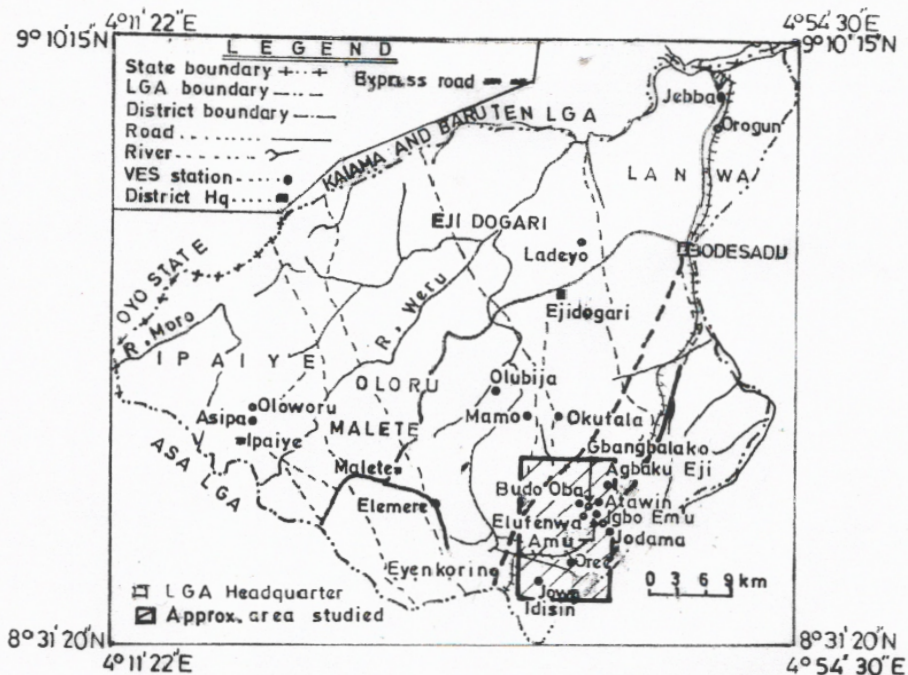 4° 11' 22" E
4° 54' 30" E
9° 10' 15" N
9° 10' 15" N
LEGEND
State boundary
LGA boundary
District boundary
Road
River
VES station
District Hq
Express road
KAIAMA AND BARUTEN LGA
Jebba
Orogun
LANWA
EJI DOGARI
Ladeyo
BODESADU
OYO STATE
R. Moro
R. Weru
Ejidogari
IPAIYE
OLORU
Olubija
Oloworu
Asipa
Ipaiye
MALETE
Mamo
Okutala
Gbangbalako
ASA LGA
Malete
Agbaku Eji
Elemere
Budo Oba
Atawin
Elufenwa
Igbo Emu
Amu
Jodama
Oree
Eyenkorin
Jowo
Idisin
0 3 6 9 km
LGA Headquarter
Approx. area studied
8° 31' 20" N
8° 31' 20" N
4° 11' 22" E
4° 54' 30" E